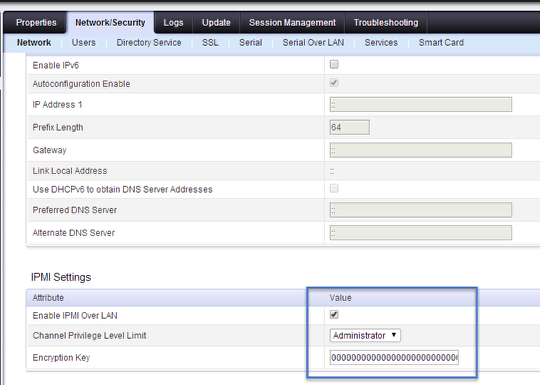 Properties Network/Security Logs Update Session Management Troubleshooting
Network Users Directory Service SSL Serial Serial Over LAN Services Smart Card
Enable IPv6
Autoconfiguration Enable
IP Address 1 ::
Prefix Length 64
Gateway ::
Link Local Address ::
Use DHCPv6 to obtain DNS Server Addresses
Preferred DNS Server ::
Alternate DNS Server ::
IPMI Settings
Attribute Value
Enable IPMI Over LAN
Channel Privilege Level Limit Administrator
Encryption Key